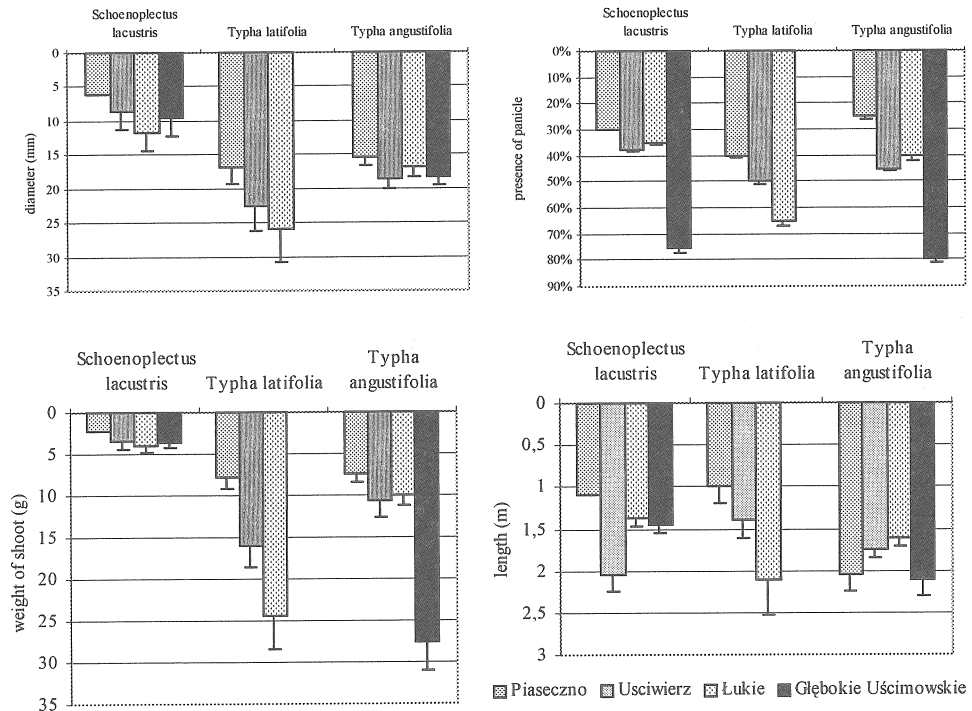 Schoenoplectus
lacustris
Typha latifolia
Typha angustifolia
0
5
10
15
20
25
30
35
diameter (mm)
Schoenoplectus
lacustris
Typha latifolia
Typha angustifolia
0%
10%
20%
30%
40%
50%
60%
70%
80%
90%
presence of panicle
Schoenoplectus
lacustris
Typha latifolia
Typha
angustifolia
0
5
10
15
20
25
30
35
weight of shoot (g)
Schoenoplectus
lacustris
Typha latifolia
Typha
angustifolia
0
0,5
1
1,5
2
2,5
3
length (m)
Piaseczno Usciwierz Łukie Głębokie Uścimowskie